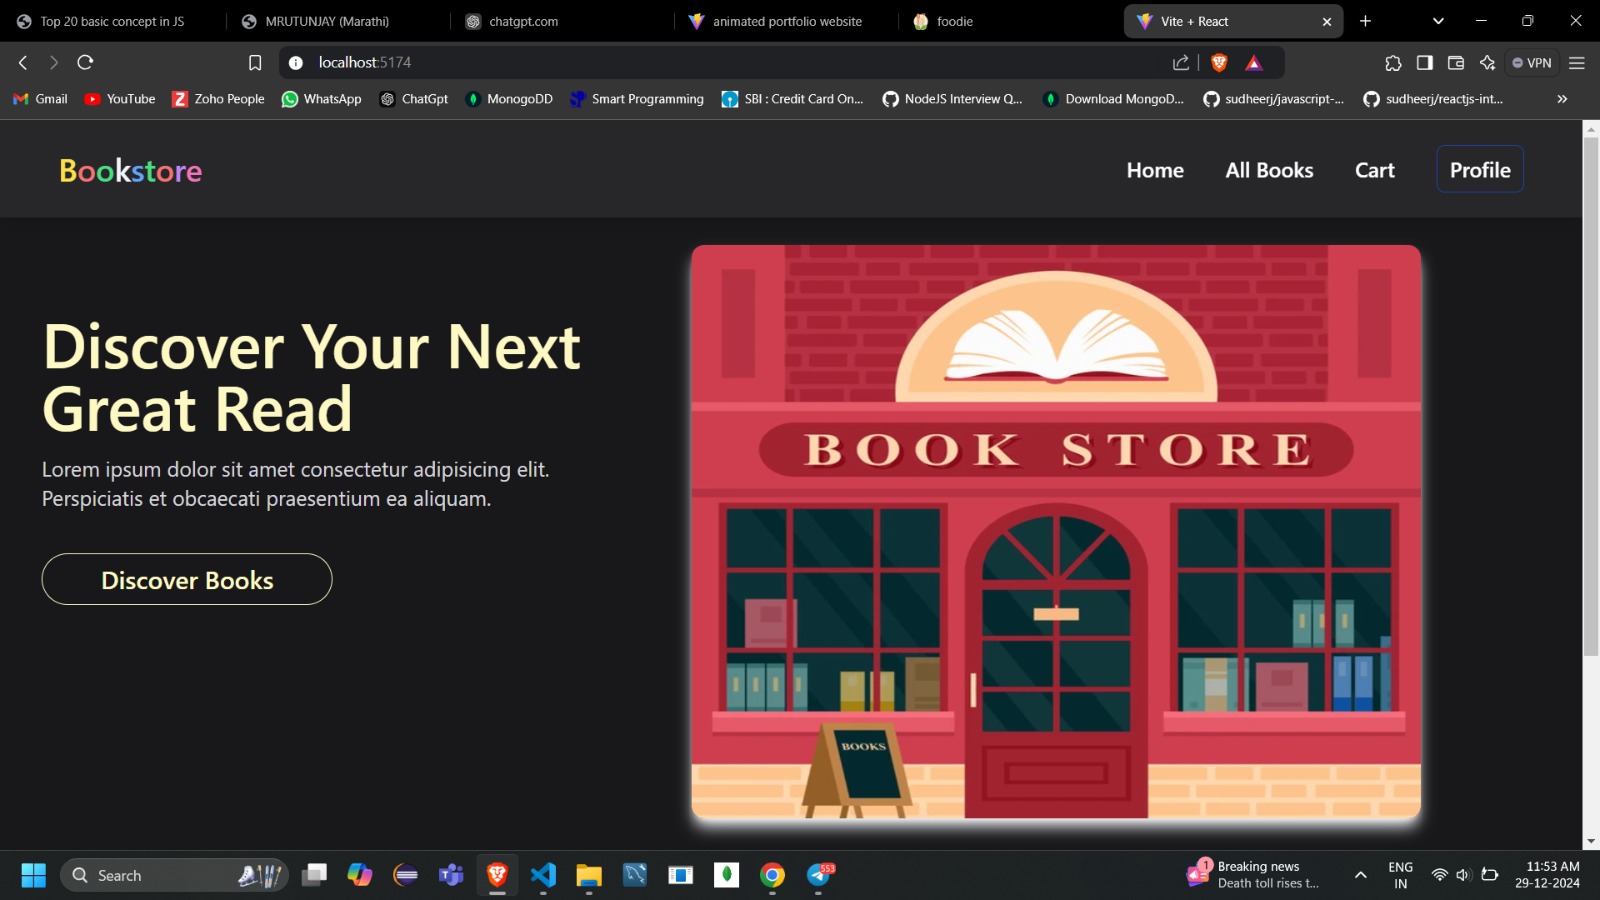 Top 20 basic concept in JS
MRUTUNJAY (Marathi)
chatgpt.com
animated portfolio website
foodie
Vite + React
localhost:5174
VPN
Gmail
YouTube
Zoho People
WhatsApp
ChatGpt
MonogoDD
Smart Programming
SBI : Credit Card On...
NodeJS Interview Q...
Download MongoD...
sudheerj/javascript-...
sudheerj/reactjs-int...
Bookstore
Home
All Books
Cart
Profile
Discover Your Next
Great Read
Lorem ipsum dolor sit amet consectetur adipisicing elit.
Perspiciatis et obcaecati praesentium ea aliquam.
Discover Books
BOOK STORE
BOOKS
Search
553
1
Breaking news
Death toll rises t...
ENG
IN
11:53 AM
29-12-2024